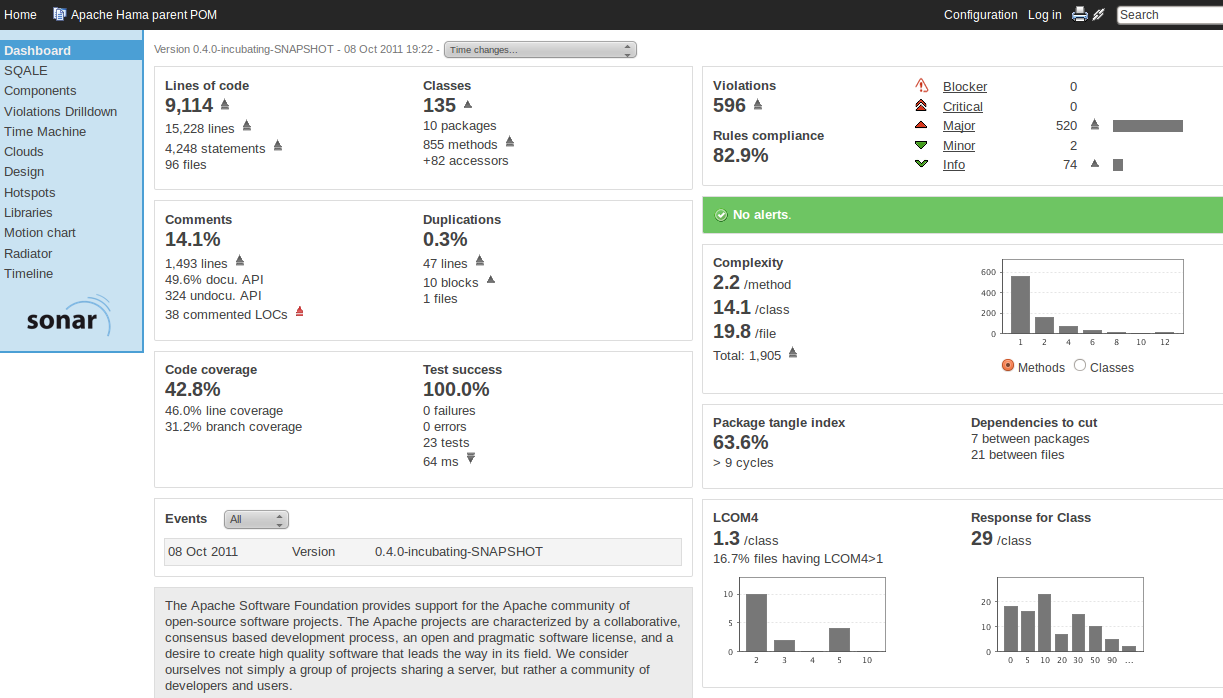 Home Apache Hama parent POM Configuration Log in Search
Dashboard
SQALE
Components
Violations Drilldown
Time Machine
Clouds
Design
Hotspots
Libraries
Motion chart
Radiator
Timeline
sonar
Version 0.4.0-incubating-SNAPSHOT - 08 Oct 2011 19:22 - Time changes...
Lines of code
9,114
15,228 lines
4,248 statements
96 files
Classes
135
10 packages
855 methods
+82 accessors
Comments
14.1%
1,493 lines
49.6% docu. API
324 undocu. API
38 commented LOCs
Duplications
0.3%
47 lines
10 blocks
1 files
Code coverage
42.8%
46.0% line coverage
31.2% branch coverage
Test success
100.0%
0 failures
0 errors
23 tests
64 ms
Events All
08 Oct 2011 Version 0.4.0-incubating-SNAPSHOT
The Apache Software Foundation provides support for the Apache community of
open-source software projects. The Apache projects are characterized by a collaborative,
consensus based development process, an open and pragmatic software license, and a
desire to create high quality software that leads the way in its field. We consider
ourselves not simply a group of projects sharing a server, but rather a community of
developers and users.
Violations
596
Rules compliance
82.9%
Blocker 0
Critical 0
Major 520
Minor 2
Info 74
No alerts.
Complexity
2.2 /method
14.1 /class
19.8 /file
Total: 1,905
600
400
200
0
1 2 4 6 8 10 12
Methods Classes
Package tangle index
63.6%
> 9 cycles
Dependencies to cut
7 between packages
21 between files
LCOM4
1.3 /class
16.7% files having LCOM4>1
10
5
0
2 3 4 5 10
Response for Class
29 /class
20
10
0
0 5 10 20 30 50 90 ...